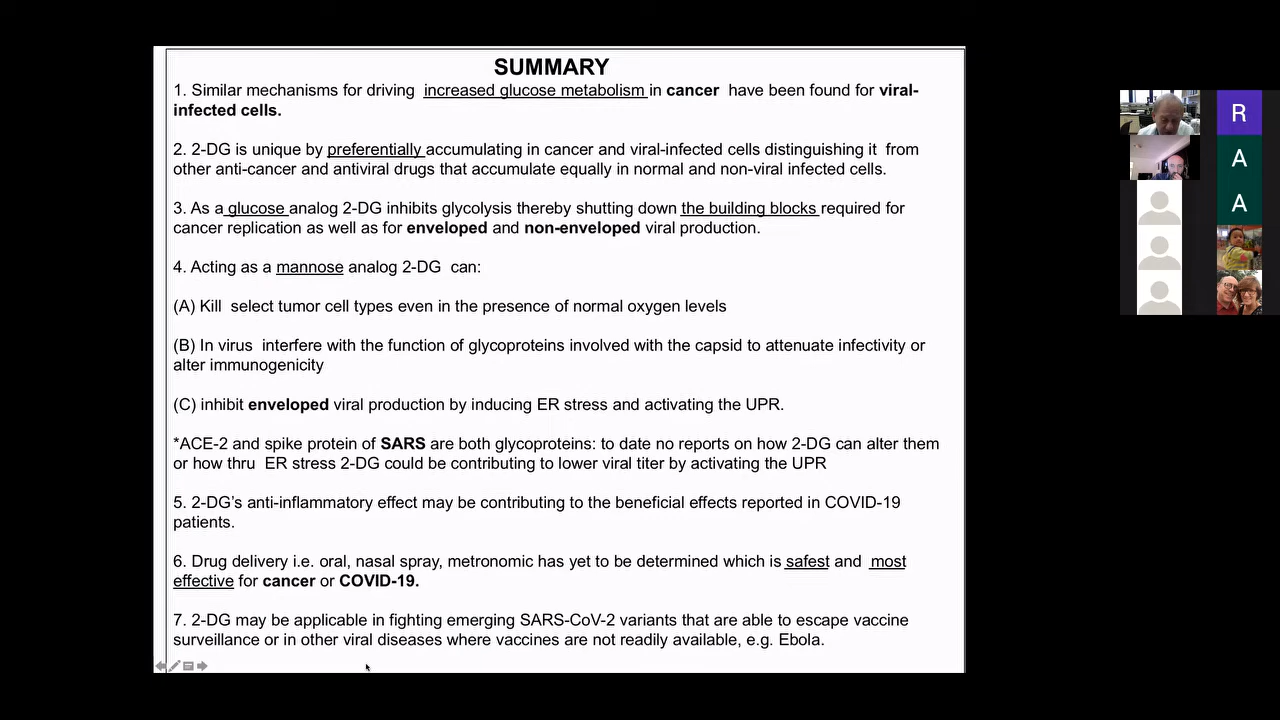 SUMMARY
1. Similar mechanisms for driving increased glucose metabolism in cancer have been found for viral-
infected cells.
2. 2-DG is unique by preferentially accumulating in cancer and viral-infected cells distinguishing it from
other anti-cancer and antiviral drugs that accumulate equally in normal and non-viral infected cells.
3. As a glucose analog 2-DG inhibits glycolysis thereby shutting down the building blocks required for
cancer replication as well as for enveloped and non-enveloped viral production.
4. Acting as a mannose analog 2-DG can:
(A) Kill select tumor cell types even in the presence of normal oxygen levels
(B) In virus interfere with the function of glycoproteins involved with the capsid to attenuate infectivity or
alter immunogenicity
(C) inhibit enveloped viral production by inducing ER stress and activating the UPR.
*ACE-2 and spike protein of SARS are both glycoproteins: to date no reports on how 2-DG can alter them
or how thru ER stress 2-DG could be contributing to lower viral titer by activating the UPR
5. 2-DG’s anti-inflammatory effect may be contributing to the beneficial effects reported in COVID-19
patients.
6. Drug delivery i.e. oral, nasal spray, metronomic has yet to be determined which is safest and most
effective for cancer or COVID-19.
7. 2-DG may be applicable in fighting emerging SARS-CoV-2 variants that are able to escape vaccine
surveillance or in other viral diseases where vaccines are not readily available, e.g. Ebola.
R
A
A